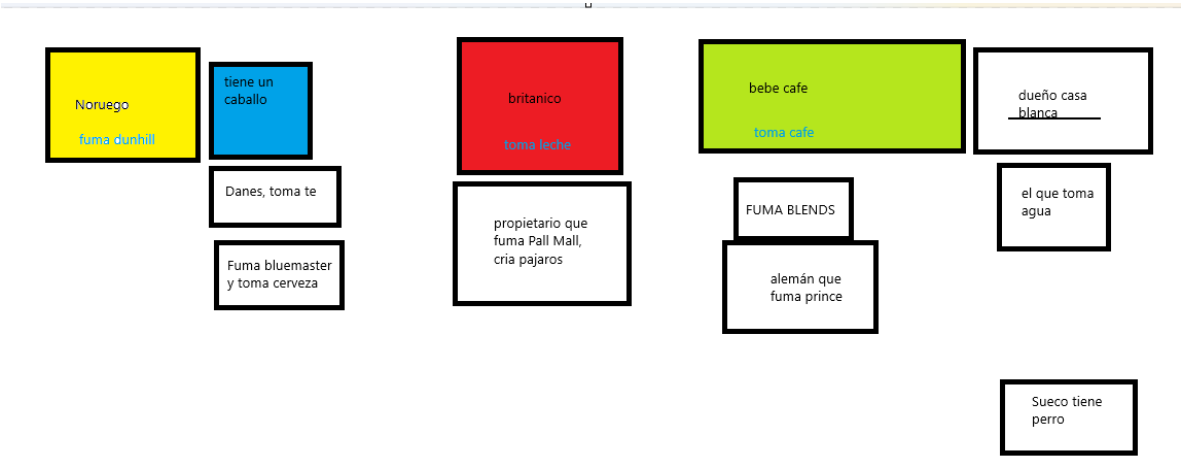 Noruego
fuma dunhill
tiene un
caballo
Danes, toma te
Fuma bluemaster
y toma cerveza
britanico
toma leche
propietario que
fuma Pall Mall,
cria pajaros
bebe cafe
toma cafe
FUMA BLENDS
alemán que
fuma prince
dueño casa
blanca
el que toma
agua
Sueco tiene
perro